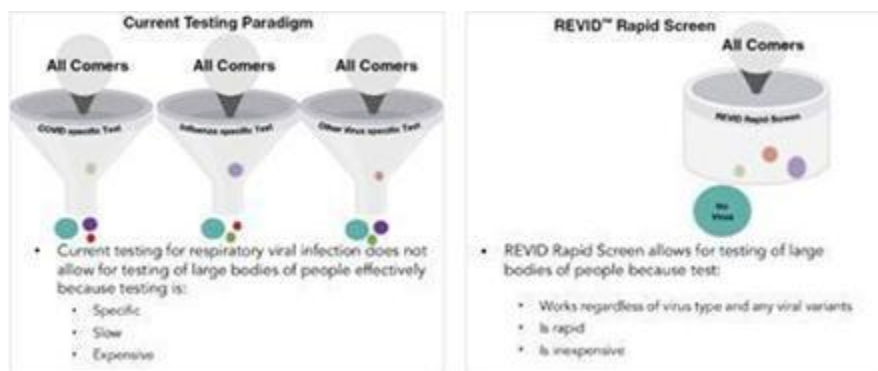 Current Testing Paradigm
All Comers
All Comers
All Comers
COVID specific Test
Influenza specific Test
Other Virus specific Test
• Current testing for respiratory viral infection does not
allow for testing of large bodies of people effectively
because testing is:
• Specific
• Slow
• Expensive
REVID™ Rapid Screen
All Comers
REVID Rapid Screen
No
Virus
• REVID Rapid Screen allows for testing of large
bodies of people because test:
• Works regardless of virus type and any viral variants
• Is rapid
• Is inexpensive